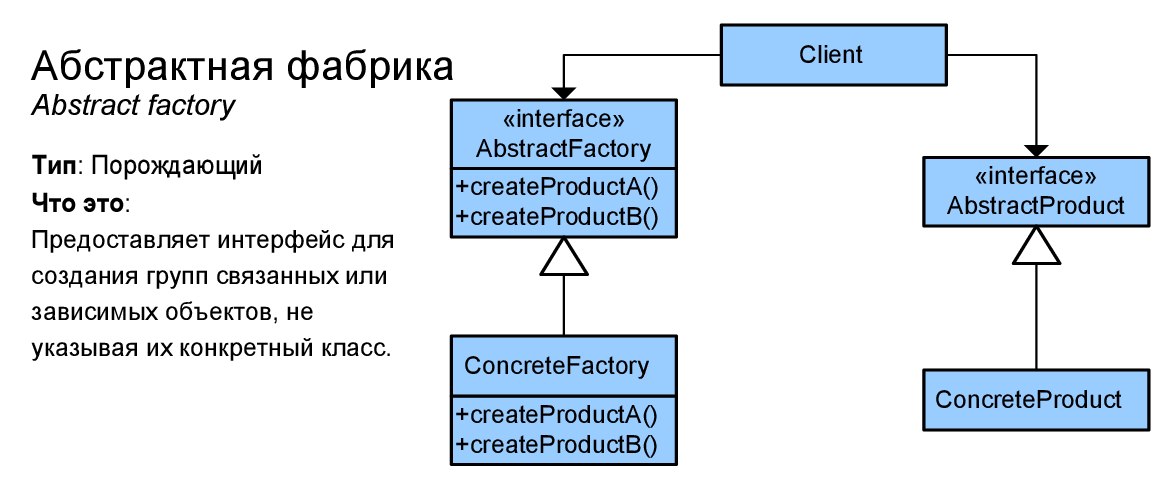 Абстрактная фабрика
Abstract factory
Тип: Порождающий
Что это:
Предоставляет интерфейс для
создания групп связанных или
зависимых объектов, не
указывая их конкретный класс.
Client
«interface»
AbstractFactory
+createProductA()
+createProductB()
«interface»
AbstractProduct
ConcreteFactory
+createProductA()
+createProductB()
ConcreteProduct